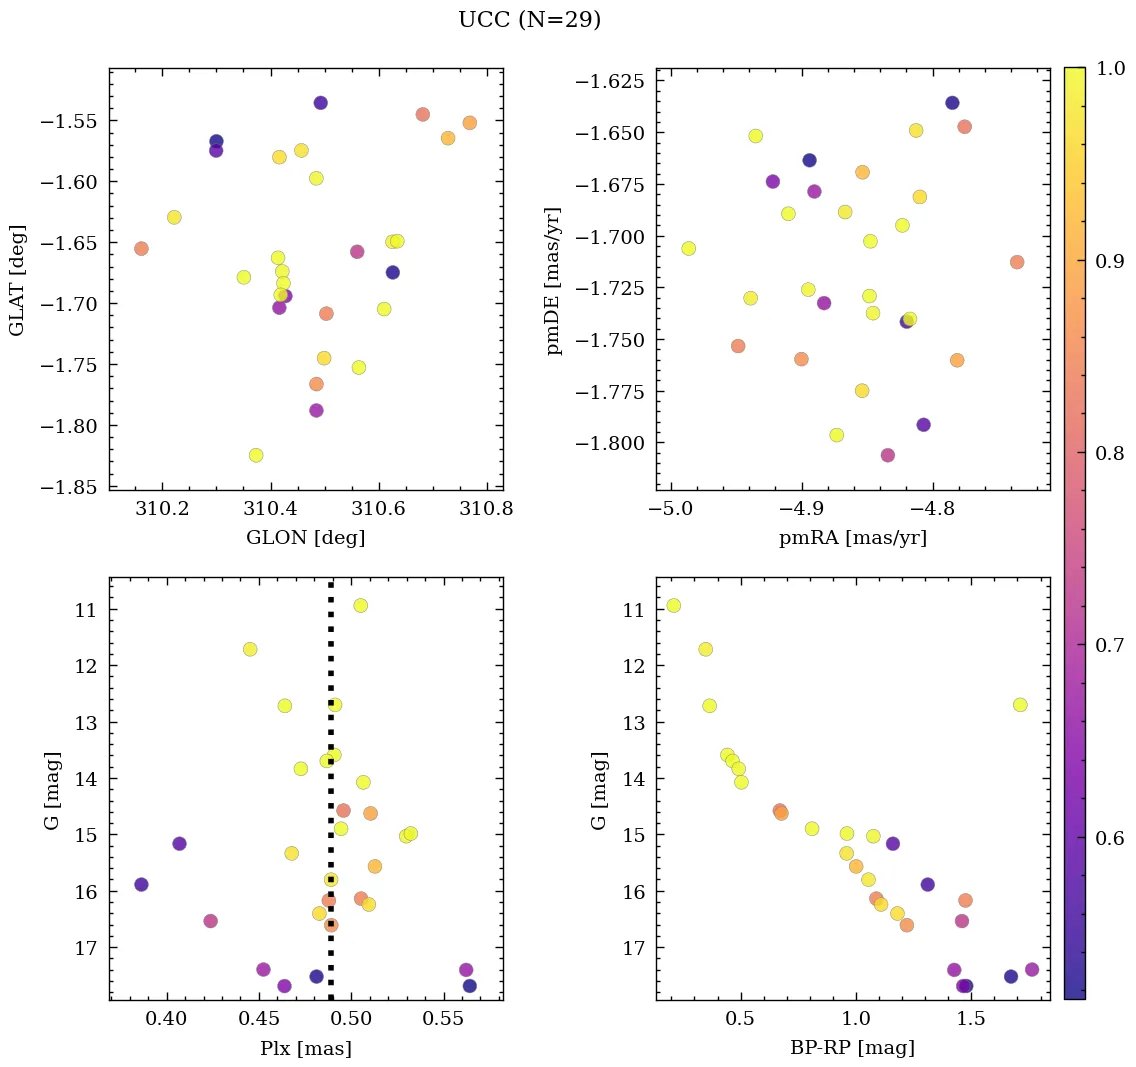 UCC (N=29)
−1.55
−1.60
−1.65
−1.70
−1.75
−1.80
−1.85
GLAT [deg]
310.2 310.4 310.6 310.8
GLON [deg]
−1.625
−1.650
−1.675
−1.700
−1.725
−1.750
−1.775
−1.800
pmDE [mas/yr]
−5.0 −4.9 −4.8
pmRA [mas/yr]
1.0
0.9
0.8
0.7
0.6
11
12
13
14
15
16
17
G [mag]
0.40 0.45 0.50 0.55
Plx [mas]
11
12
13
14
15
16
17
G [mag]
0.5 1.0 1.5
BP-RP [mag]